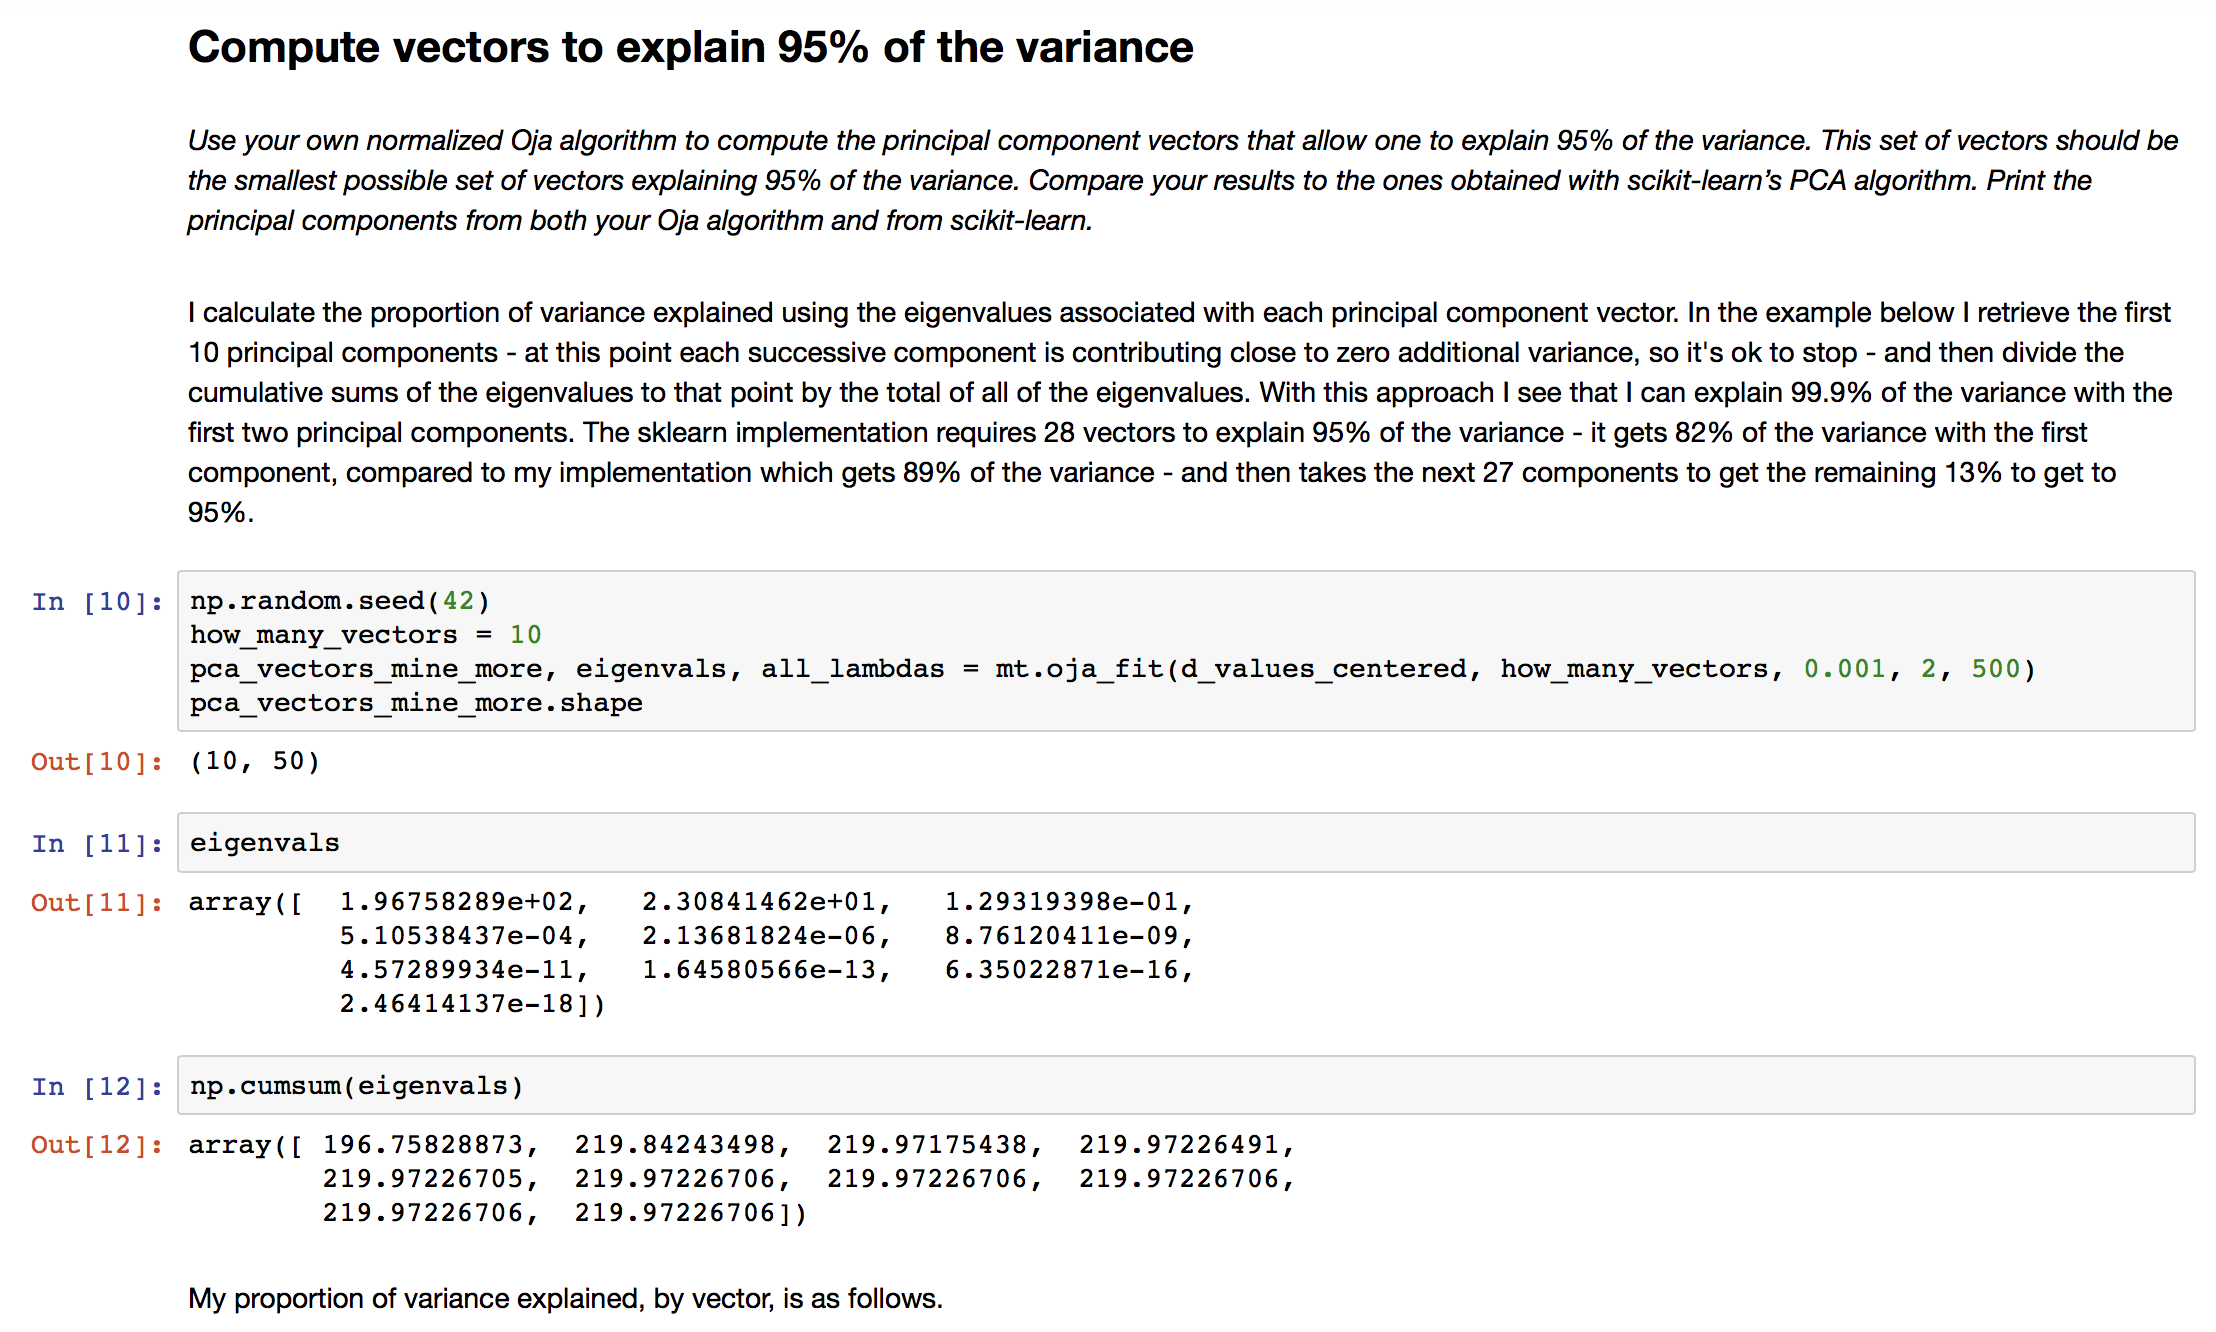 Compute vectors to explain 95% of the variance
Use your own normalized Oja algorithm to compute the principal component vectors that allow one to explain 95% of the variance. This set of vectors should be
the smallest possible set of vectors explaining 95% of the variance. Compare your results to the ones obtained with scikit-learn’s PCA algorithm. Print the
principal components from both your Oja algorithm and from scikit-learn.
I calculate the proportion of variance explained using the eigenvalues associated with each principal component vector. In the example below I retrieve the first
10 principal components - at this point each successive component is contributing close to zero additional variance, so it's ok to stop - and then divide the
cumulative sums of the eigenvalues to that point by the total of all of the eigenvalues. With this approach I see that I can explain 99.9% of the variance with the
first two principal components. The sklearn implementation requires 28 vectors to explain 95% of the variance - it gets 82% of the variance with the first
component, compared to my implementation which gets 89% of the variance - and then takes the next 27 components to get the remaining 13% to get to
95%.
In [10]: np.random.seed(42)
how_many_vectors = 10
pca_vectors_mine_more, eigenvals, all_lambdas = mt.oja_fit(d_values_centered, how_many_vectors, 0.001, 2, 500)
pca_vectors_mine_more.shape
Out[10]: (10, 50)
In [11]: eigenvals
Out[11]: array([ 1.96758289e+02, 2.30841462e+01, 1.29319398e-01,
5.10538437e-04, 2.13681824e-06, 8.76120411e-09,
4.57289934e-11, 1.64580566e-13, 6.35022871e-16,
2.46414137e-18])
In [12]: np.cumsum(eigenvals)
Out[12]: array([ 196.75828873, 219.84243498, 219.97175438, 219.97226491,
219.97226705, 219.97226706, 219.97226706, 219.97226706,
219.97226706, 219.97226706])
My proportion of variance explained, by vector, is as follows.